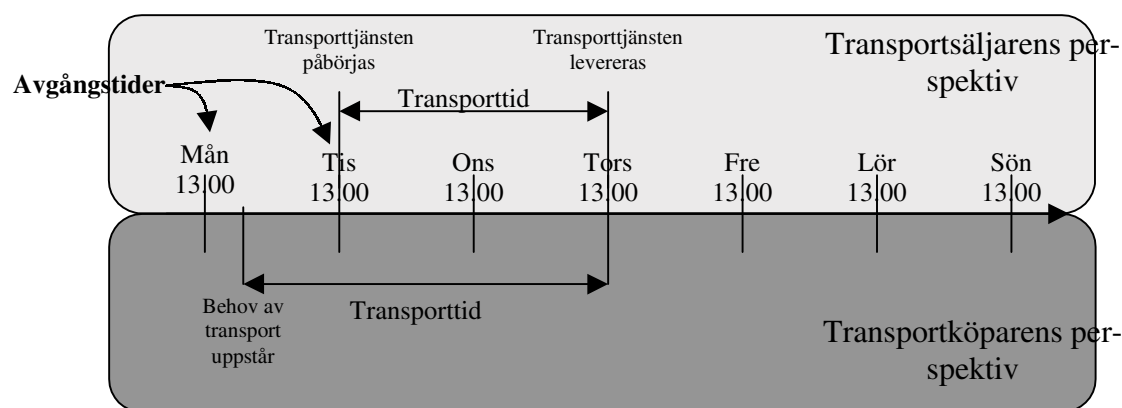 Transporttjänsten
påbörjas
Transporttjänsten
levereras
Transportsäljarens per-
spektiv
Avgångstider
Transporttid
Mån
13.00
Tis
13.00
Ons
13.00
Tors
13.00
Fre
13.00
Lör
13.00
Sön
13.00
Behov av
transport
uppstår
Transporttid
Transportköparens per-
spektiv